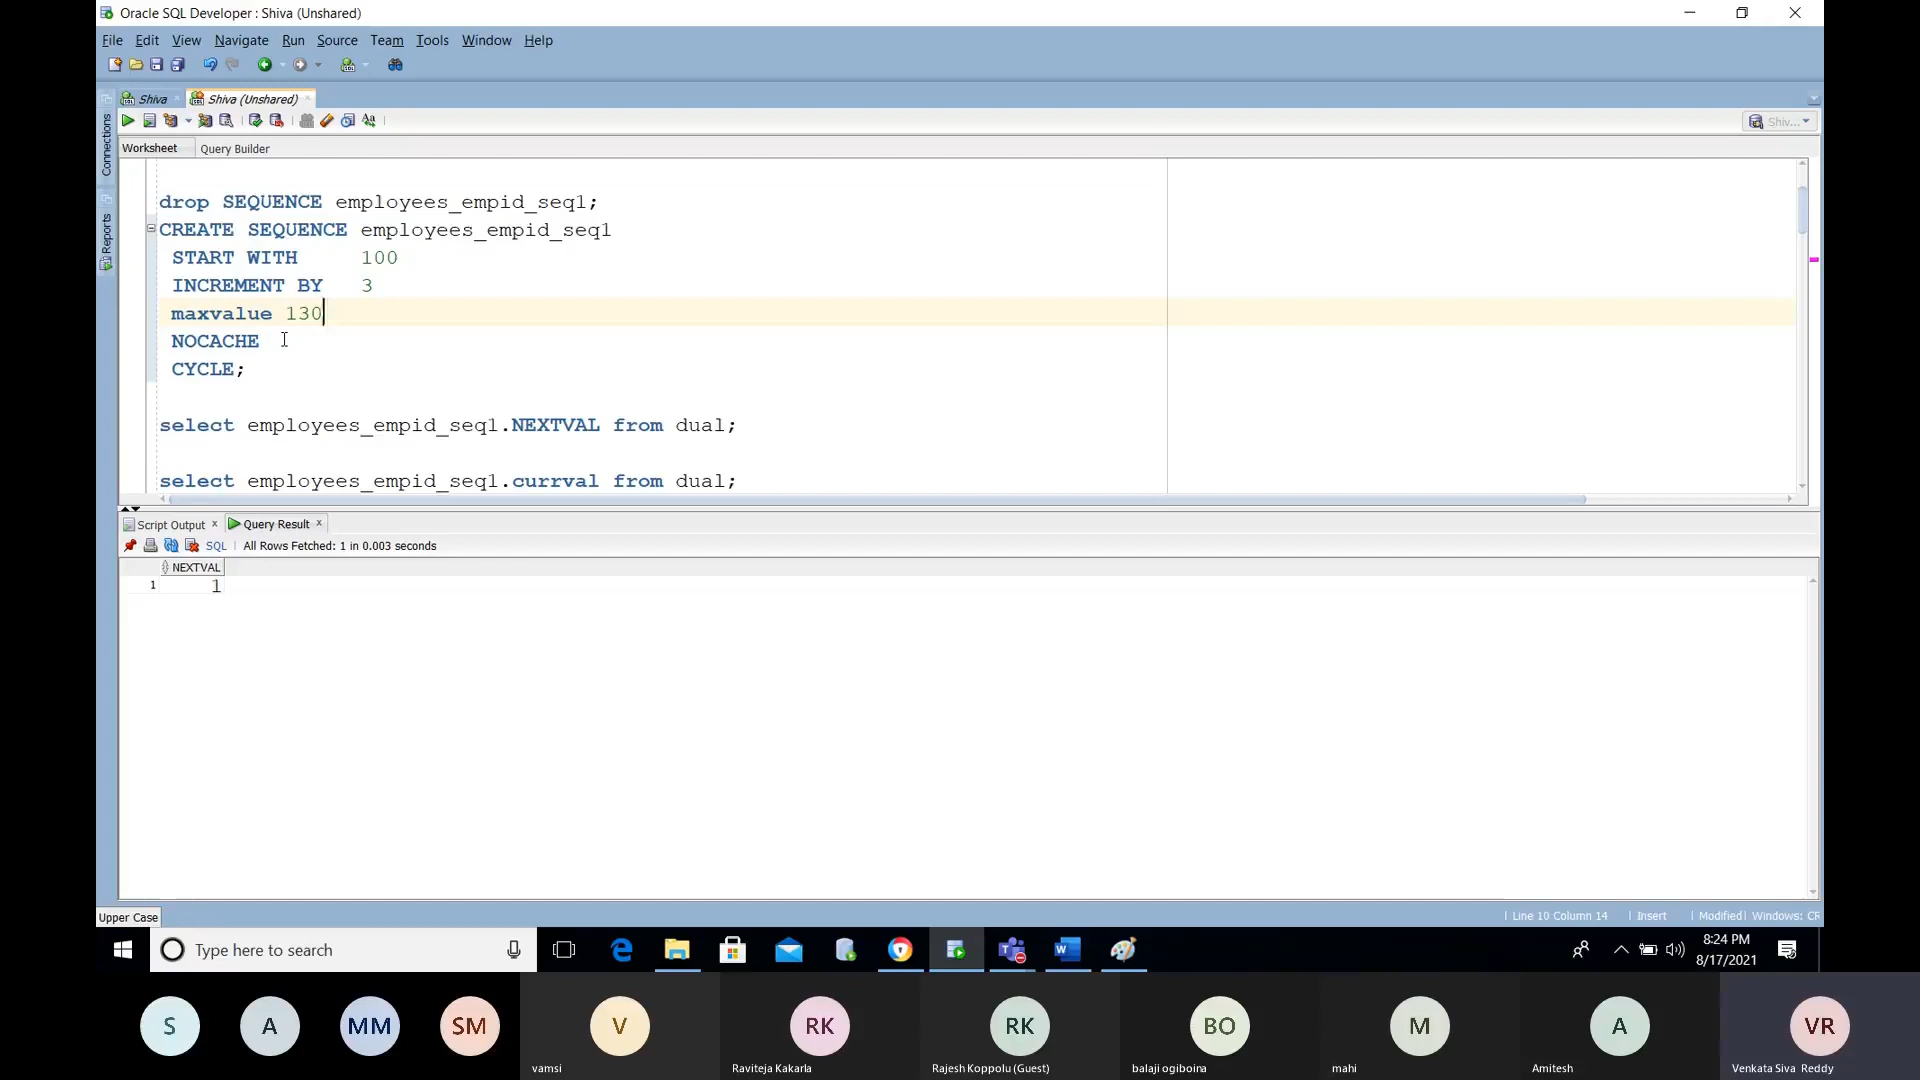 Oracle SQL Developer : Shiva (Unshared)
File Edit View Navigate Run Source Team Tools Window Help
Shiva
Shiva (Unshared)
Shiv...
Worksheet Query Builder
Connections
Reports
drop SEQUENCE employees_empid_seq1;
CREATE SEQUENCE employees_empid_seq1
START WITH 100
INCREMENT BY 3
maxvalue 130
NOCACHE
CYCLE;
select employees_empid_seq1.NEXTVAL from dual;
select employees_empid_seq1.currval from dual;
Script Output
Query Result
SQL | All Rows Fetched: 1 in 0.003 seconds
NEXTVAL
1 1
Upper Case
Line 10 Column 14 | Insert | Modified | Windows: CR
Type here to search
8:24 PM
8/17/2021
S A MM SM V RK RK BO M A VR
vamsi Raviteja Kakarla Rajesh Koppolu (Guest) balaji ogiboina mahi Amitesh Venkata Siva Reddy